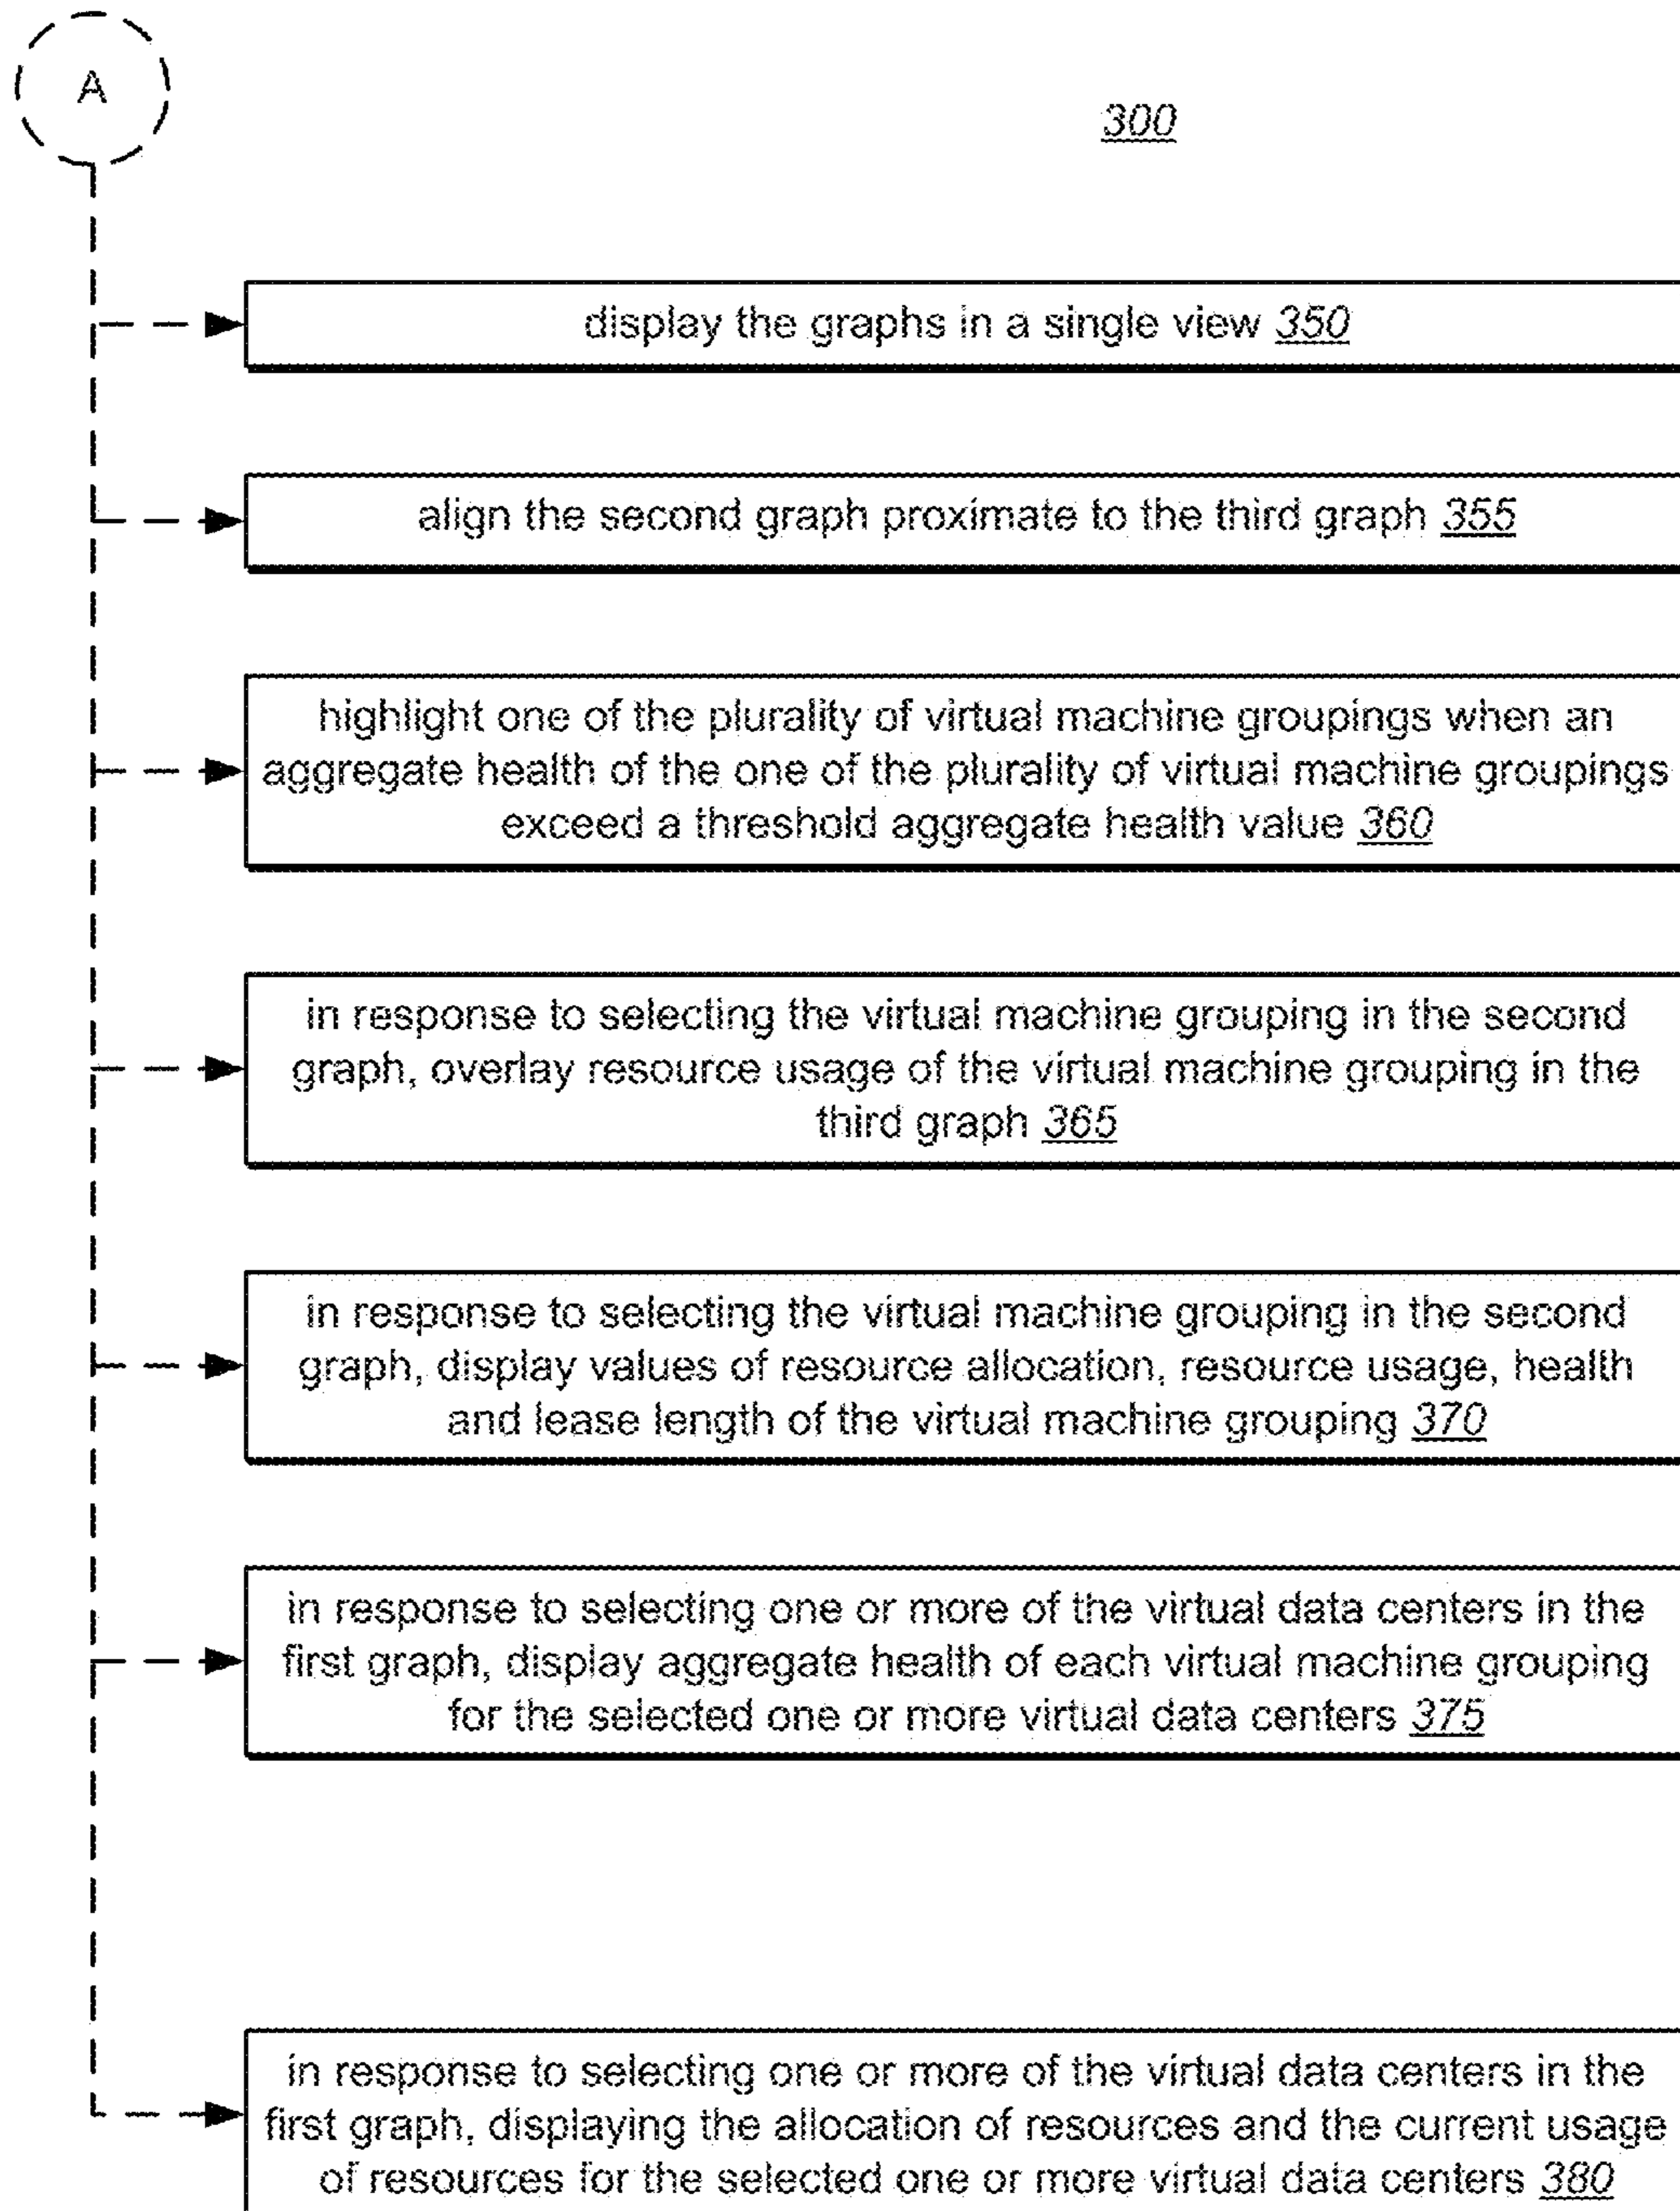 A
300
display the graphs in a single view 350
align the second graph proximate to the third graph 355
highlight one of the plurality of virtual machine groupings when an
aggregate health of the one of the plurality of virtual machine groupings
exceed a threshold aggregate health value 360
in response to selecting the virtual machine grouping in the second
graph, overlay resource usage of the virtual machine grouping in the
third graph 365
in response to selecting the virtual machine grouping in the second
graph, display values of resource allocation, resource usage, health
and lease length of the virtual machine grouping 370
in response to selecting one or more of the virtual data centers in the
first graph, display aggregate health of each virtual machine grouping
for the selected one or more virtual data centers 375
in response to selecting one or more of the virtual data centers in the
first graph, displaying the allocation of resources and the current usage
of resources for the selected one or more virtual data centers 380